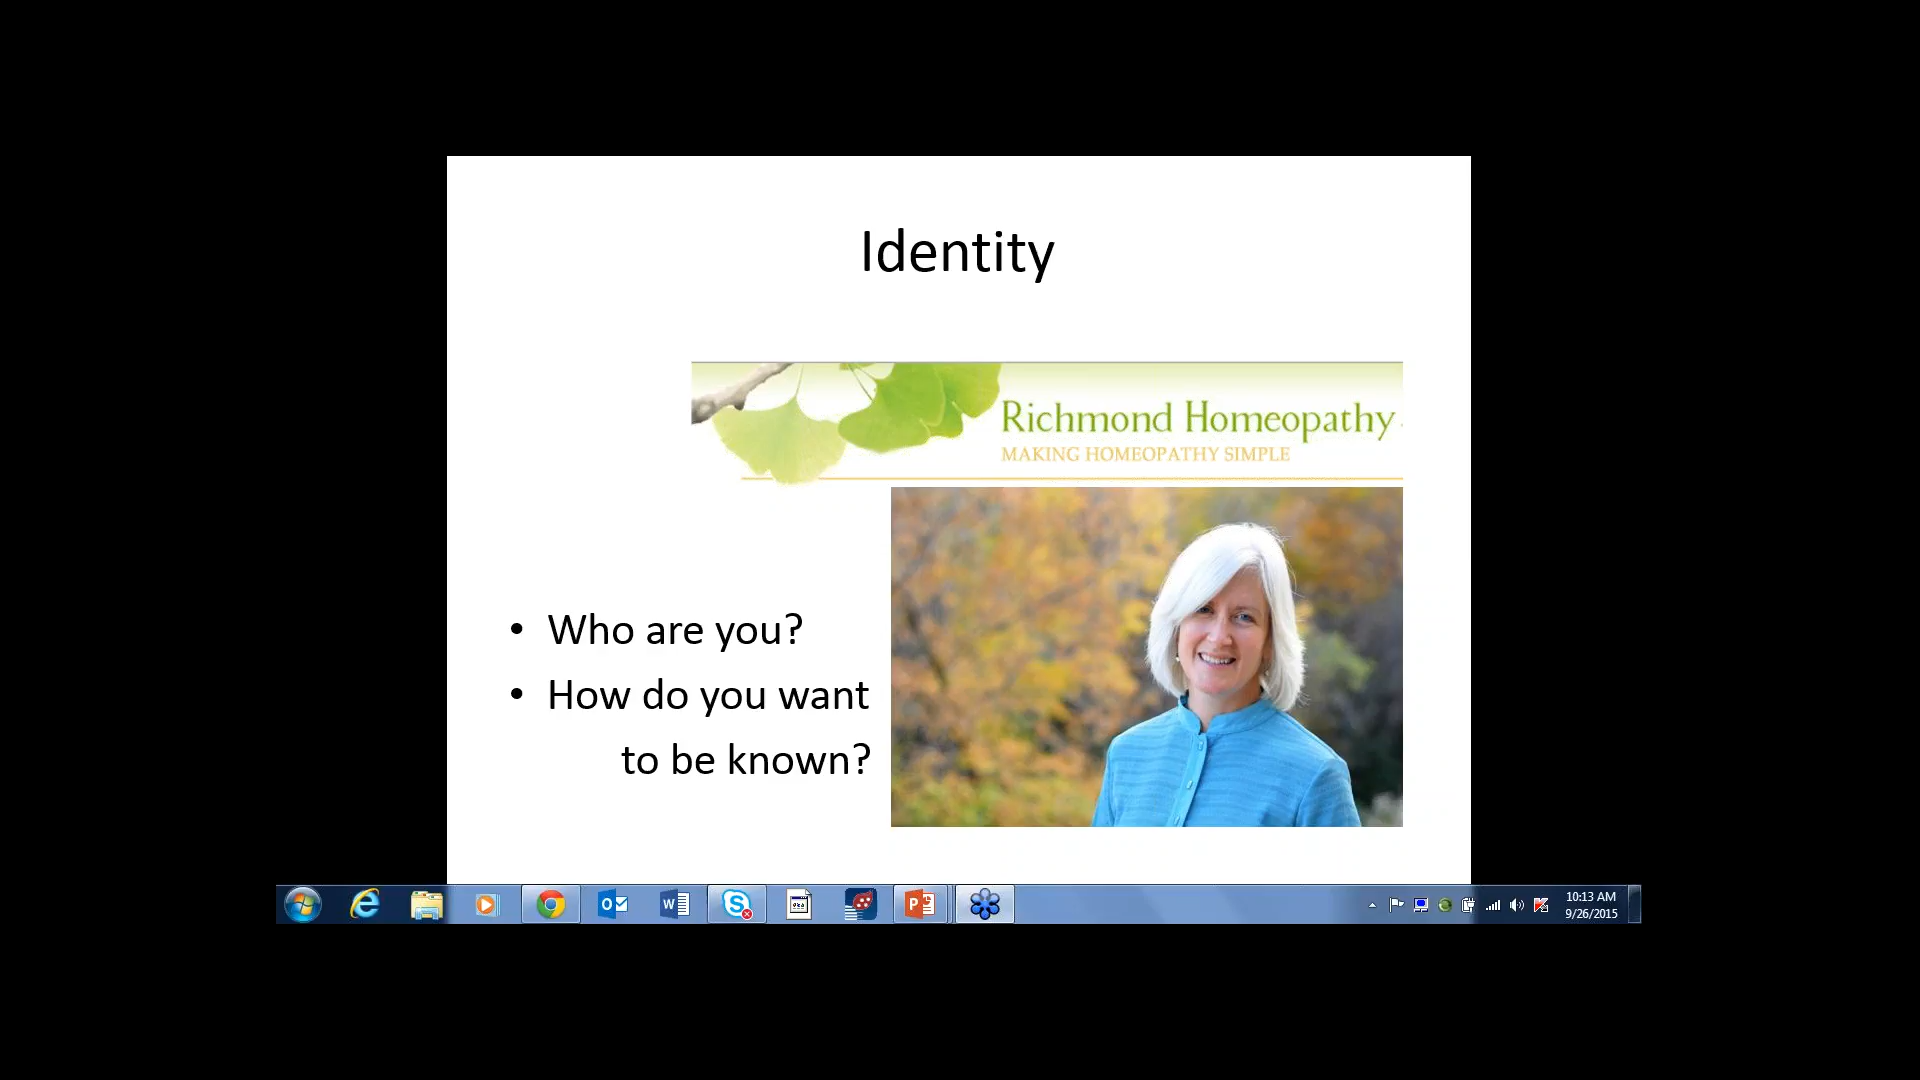 Identity
Richmond Homeopathy
MAKING HOMEOPATHY SIMPLE
• Who are you?
• How do you want
to be known?
10:13 AM
9/26/2015